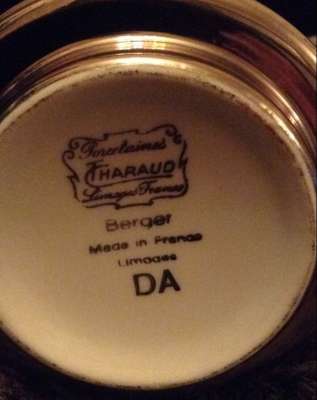 Porcelaines
THARAUD
Limoges France
Berger
Made in France
Limoges
DA